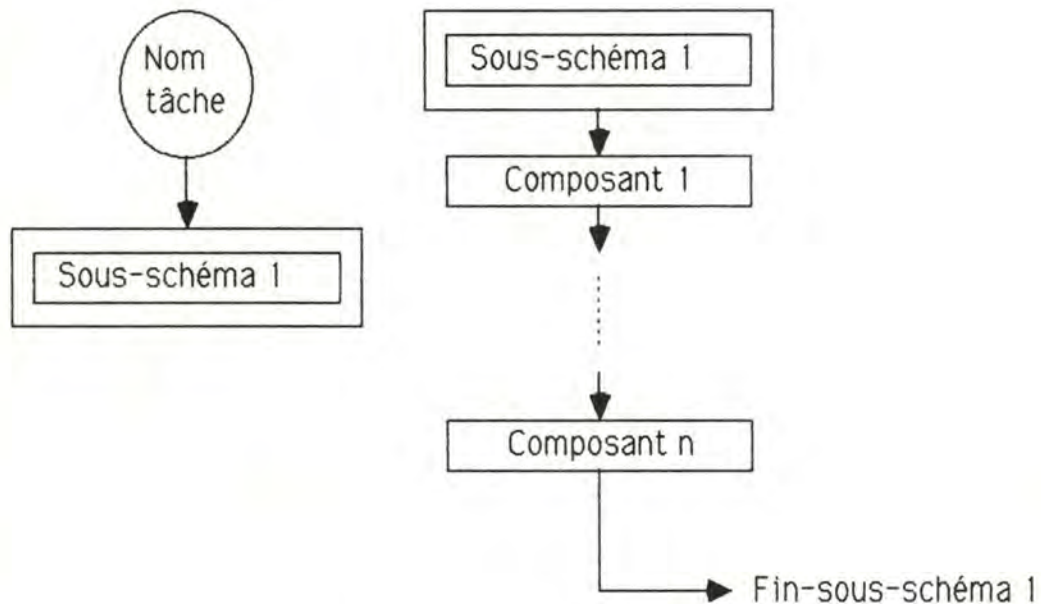 Nom
tâche
Sous-schéma 1
Sous-schéma 1
Composant 1
Composant n
Fin-sous-schéma 1